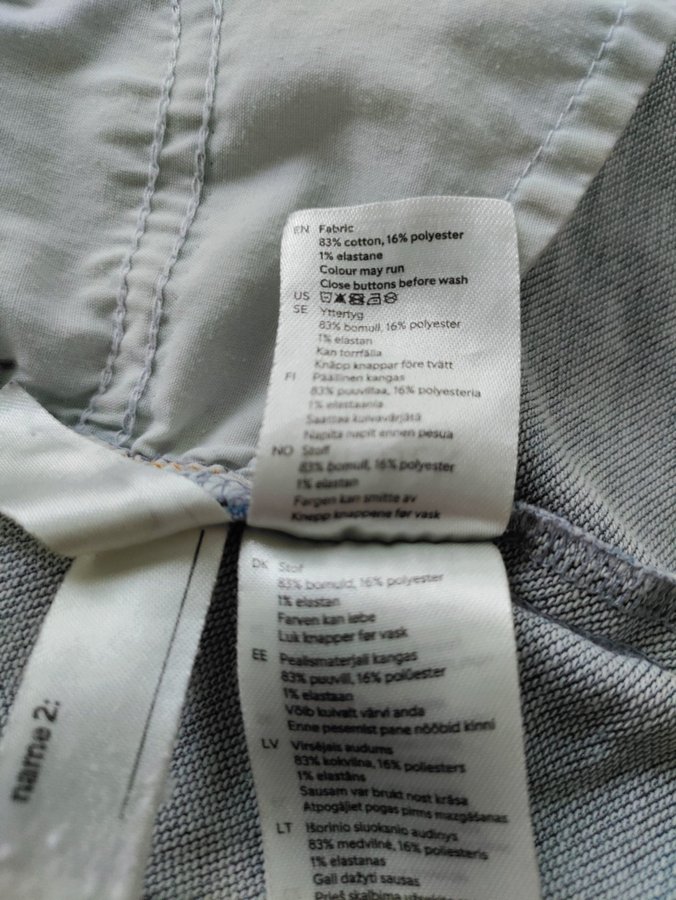 EN Fabric
83% cotton, 16% polyester
1% elastane
Colour may run
Close buttons before wash
US
SE Yttertyg
83% bomull, 16% polyester
1% elastan
Kan torrfälla
Knäpp knappar före tvätt
FI Päällinen kangas
83% puuvillaa, 16% polyesteria
1% elastaania
Saattaa kuivavärjätä
Napita napit ennen pesua
NO Stoff
83% bomull, 16% polyester
1% elastan
Fargen kan smitte av
Knepp knappene før vask
DK Stof
83% bomuld, 16% polyester
1% elastan
Farven kan løbe
Luk knapper før vask
EE Pealismaterjali kangas
83% puuvill, 16% polüester
1% elastaan
Võib kuivalt värvi anda
Enne pesemist pane nööbid kinni
LV Virsējais audums
83% kokvilna, 16% poliesters
1% elastāns
Sausam var brukt nost krāsa
Atpogājiet pogas pirms mazgāšanas
LT Išorinio sluoksnio audinys
83% medvilnė, 16% poliesteris
1% elastanas
Gali dažyti sausas
Prieš skalbimą
name 2: